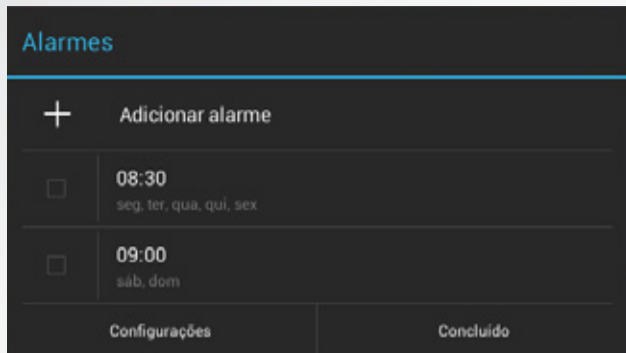 Alarmes
Adicionar alarme
08:30
seg, ter, qua, qui, sex
09:00
sáb, dom
Configurações Concluído